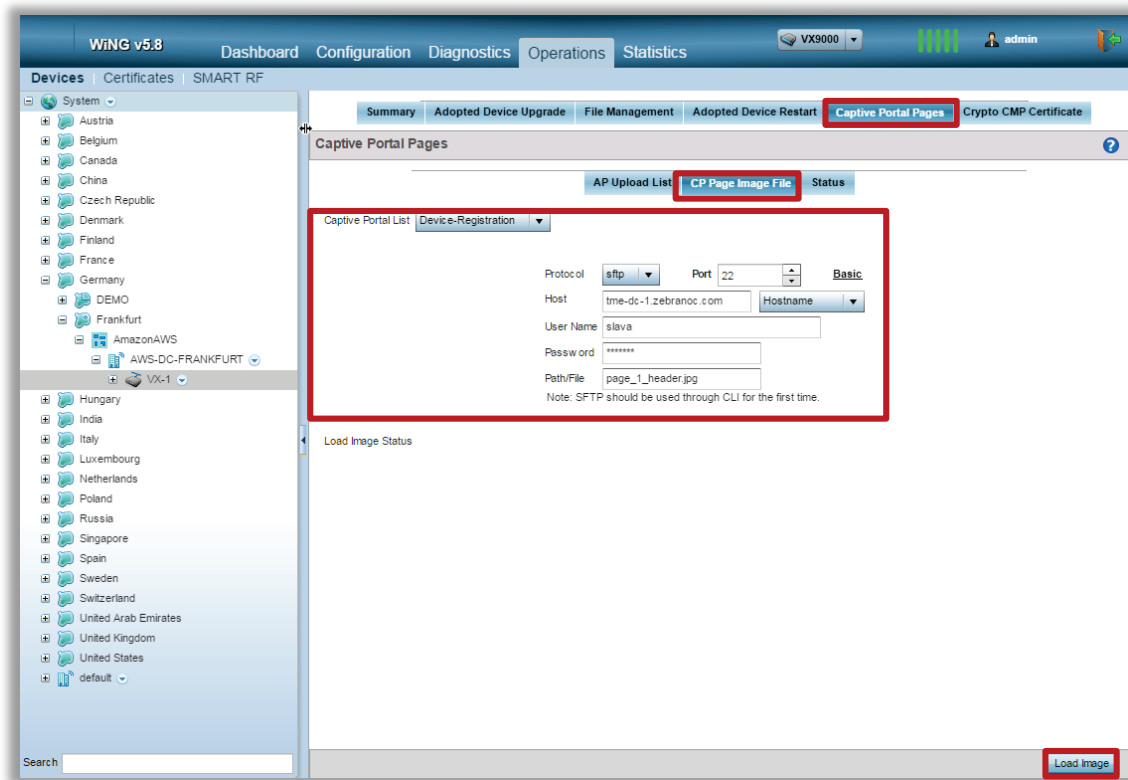 WiNG v5.8
Dashboard Configuration Diagnostics Operations Statistics
VX9000
admin
Devices Certificates SMART RF
System
Austria
Belgium
Canada
China
Czech Republic
Denmark
Finland
France
Germany
DEMO
Frankfurt
AmazonAWS
AWS-DC-FRANKFURT
VX-1
Hungary
India
Italy
Luxembourg
Netherlands
Poland
Russia
Singapore
Spain
Sweden
Switzerland
United Arab Emirates
United Kingdom
United States
default
Search
Summary Adopted Device Upgrade File Management Adopted Device Restart Captive Portal Pages Crypto CMP Certificate
Captive Portal Pages
?
AP Upload List CP Page Image File Status
Captive Portal List Device-Registration
Protocol sftp Port 22 Basic
Host tme-dc-1.zebranoc.com Hostname
User Name slava
Password *******
Path/File page_1_header.jpg
Note: SFTP should be used through CLI for the first time.
Load Image Status
Load Image